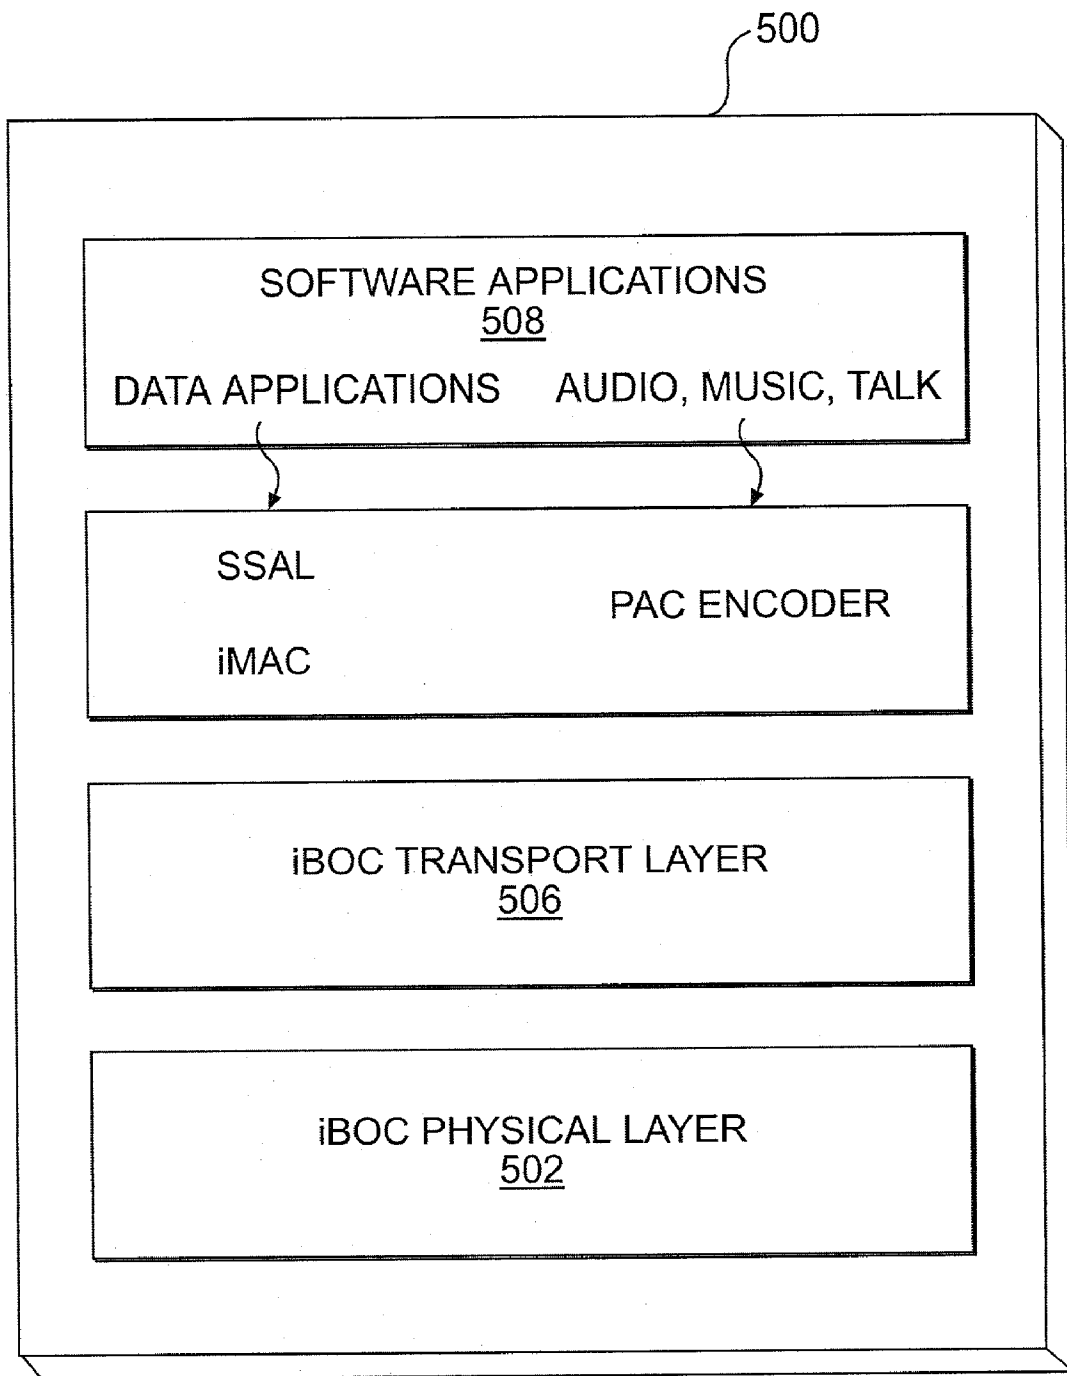 500
SOFTWARE APPLICATIONS
508
DATA APPLICATIONS AUDIO, MUSIC, TALK
SSAL
PAC ENCODER
iMAC
iBOC TRANSPORT LAYER
506
iBOC PHYSICAL LAYER
502